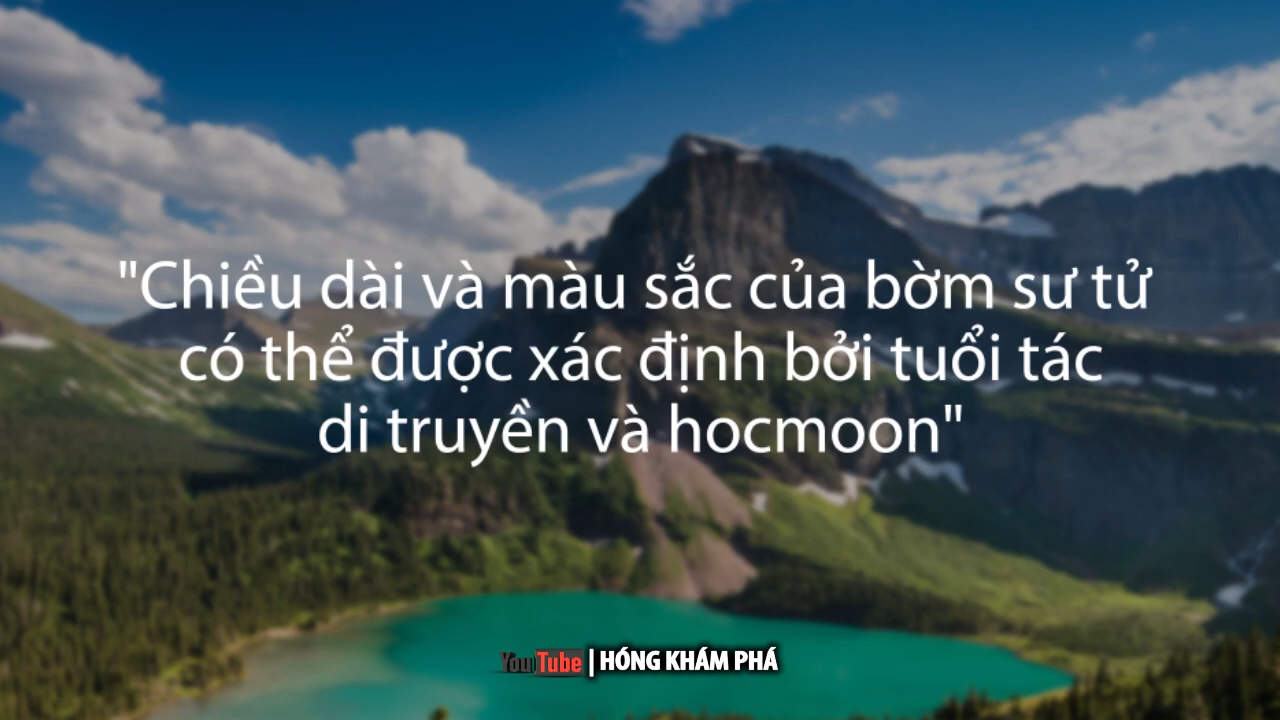 "Chiều dài và màu sắc của bờm sư tử
có thể được xác định bởi tuổi tác
di truyền và hocmoon"
YouTube | HÓNG KHÁM PHÁ